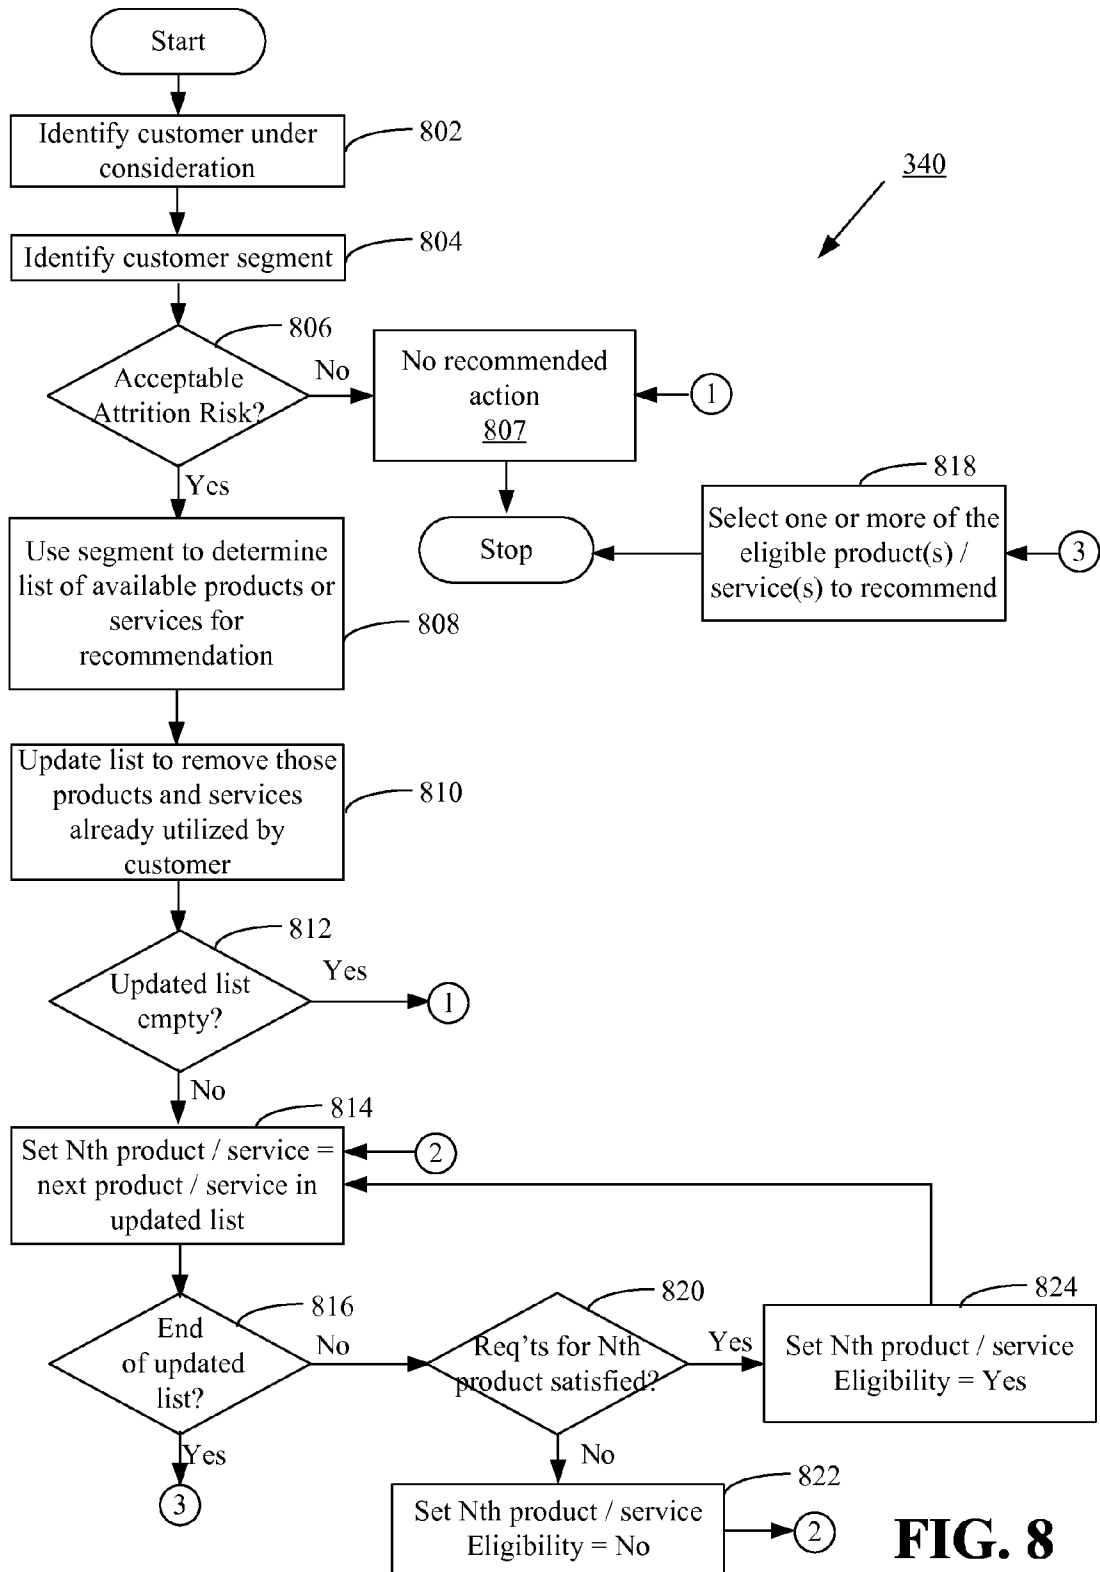 Start
Identify customer under
consideration
802
340
Identify customer segment
804
806
Acceptable
Attrition Risk?
No
No recommended
action
807
1
Yes
818
Use segment to determine
list of available products or
services for
recommendation
808
Stop
Select one or more of the
eligible product(s) /
service(s) to recommend
3
Update list to remove those
products and services
already utilized by
customer
810
812
Updated list
empty?
Yes
1
No
814
Set Nth product / service =
next product / service in
updated list
2
816
End
of updated
list?
No
820
Req'ts for Nth
product satisfied?
Yes
824
Set Nth product / service
Eligibility = Yes
Yes
3
No
822
Set Nth product / service
Eligibility = No
2
FIG. 8